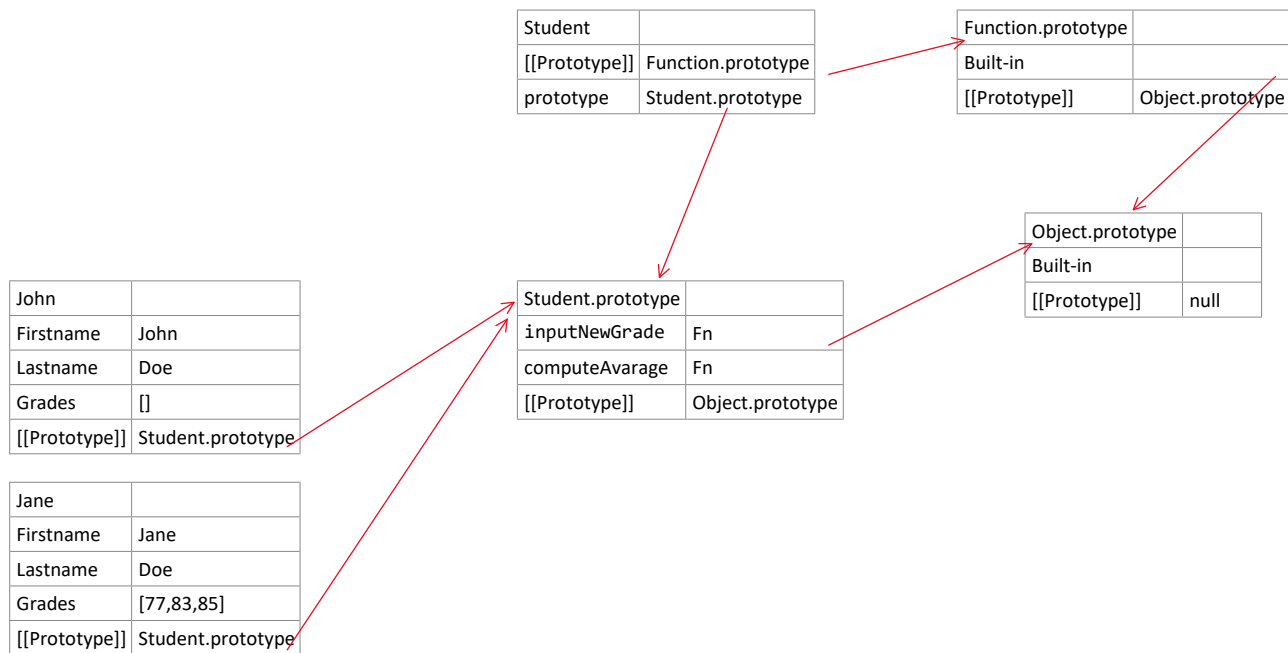 Student
[[Prototype]] Function.prototype
prototype Student.prototype
Function.prototype
Built-in
[[Prototype]] Object.prototype
Object.prototype
Built-in
[[Prototype]] null
John
Firstname John
Lastname Doe
Grades []
[[Prototype]] Student.prototype
Student.prototype
inputNewGrade Fn
computeAvarage Fn
[[Prototype]] Object.prototype
Jane
Firstname Jane
Lastname Doe
Grades [77,83,85]
[[Prototype]] Student.prototype